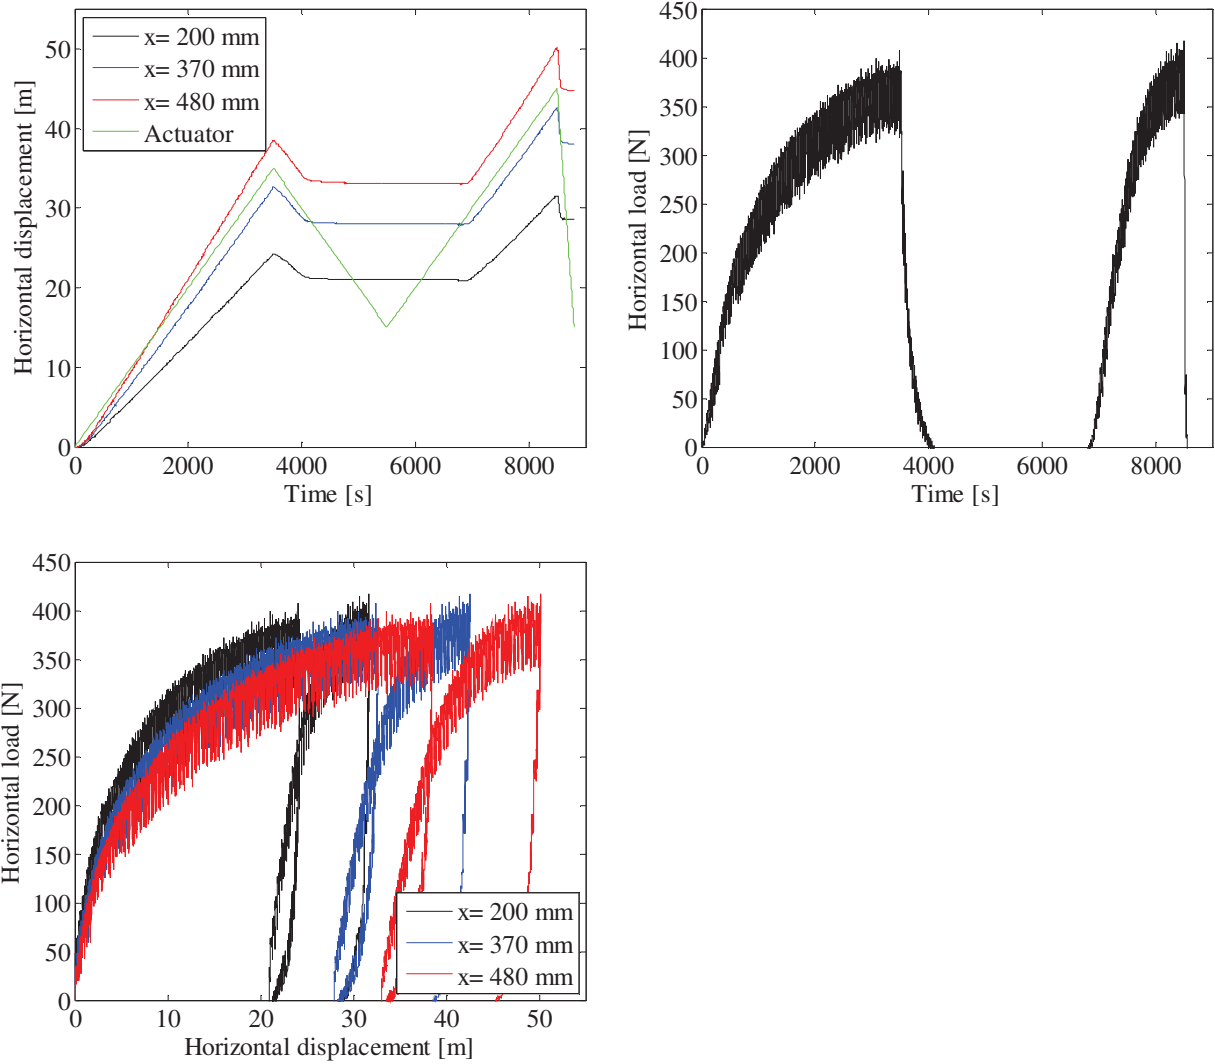 x= 200 mm
x= 370 mm
x= 480 mm
Actuator
50
40
30
20
10
0
0 2000 4000 6000 8000
Horizontal displacement [m]
Time [s]
450
400
350
300
250
200
150
100
50
0
0 2000 4000 6000 8000
Horizontal load [N]
Time [s]
450
400
350
300
250
200
150
100
50
0
0 10 20 30 40 50
Horizontal load [N]
Horizontal displacement [m]
x= 200 mm
x= 370 mm
x= 480 mm